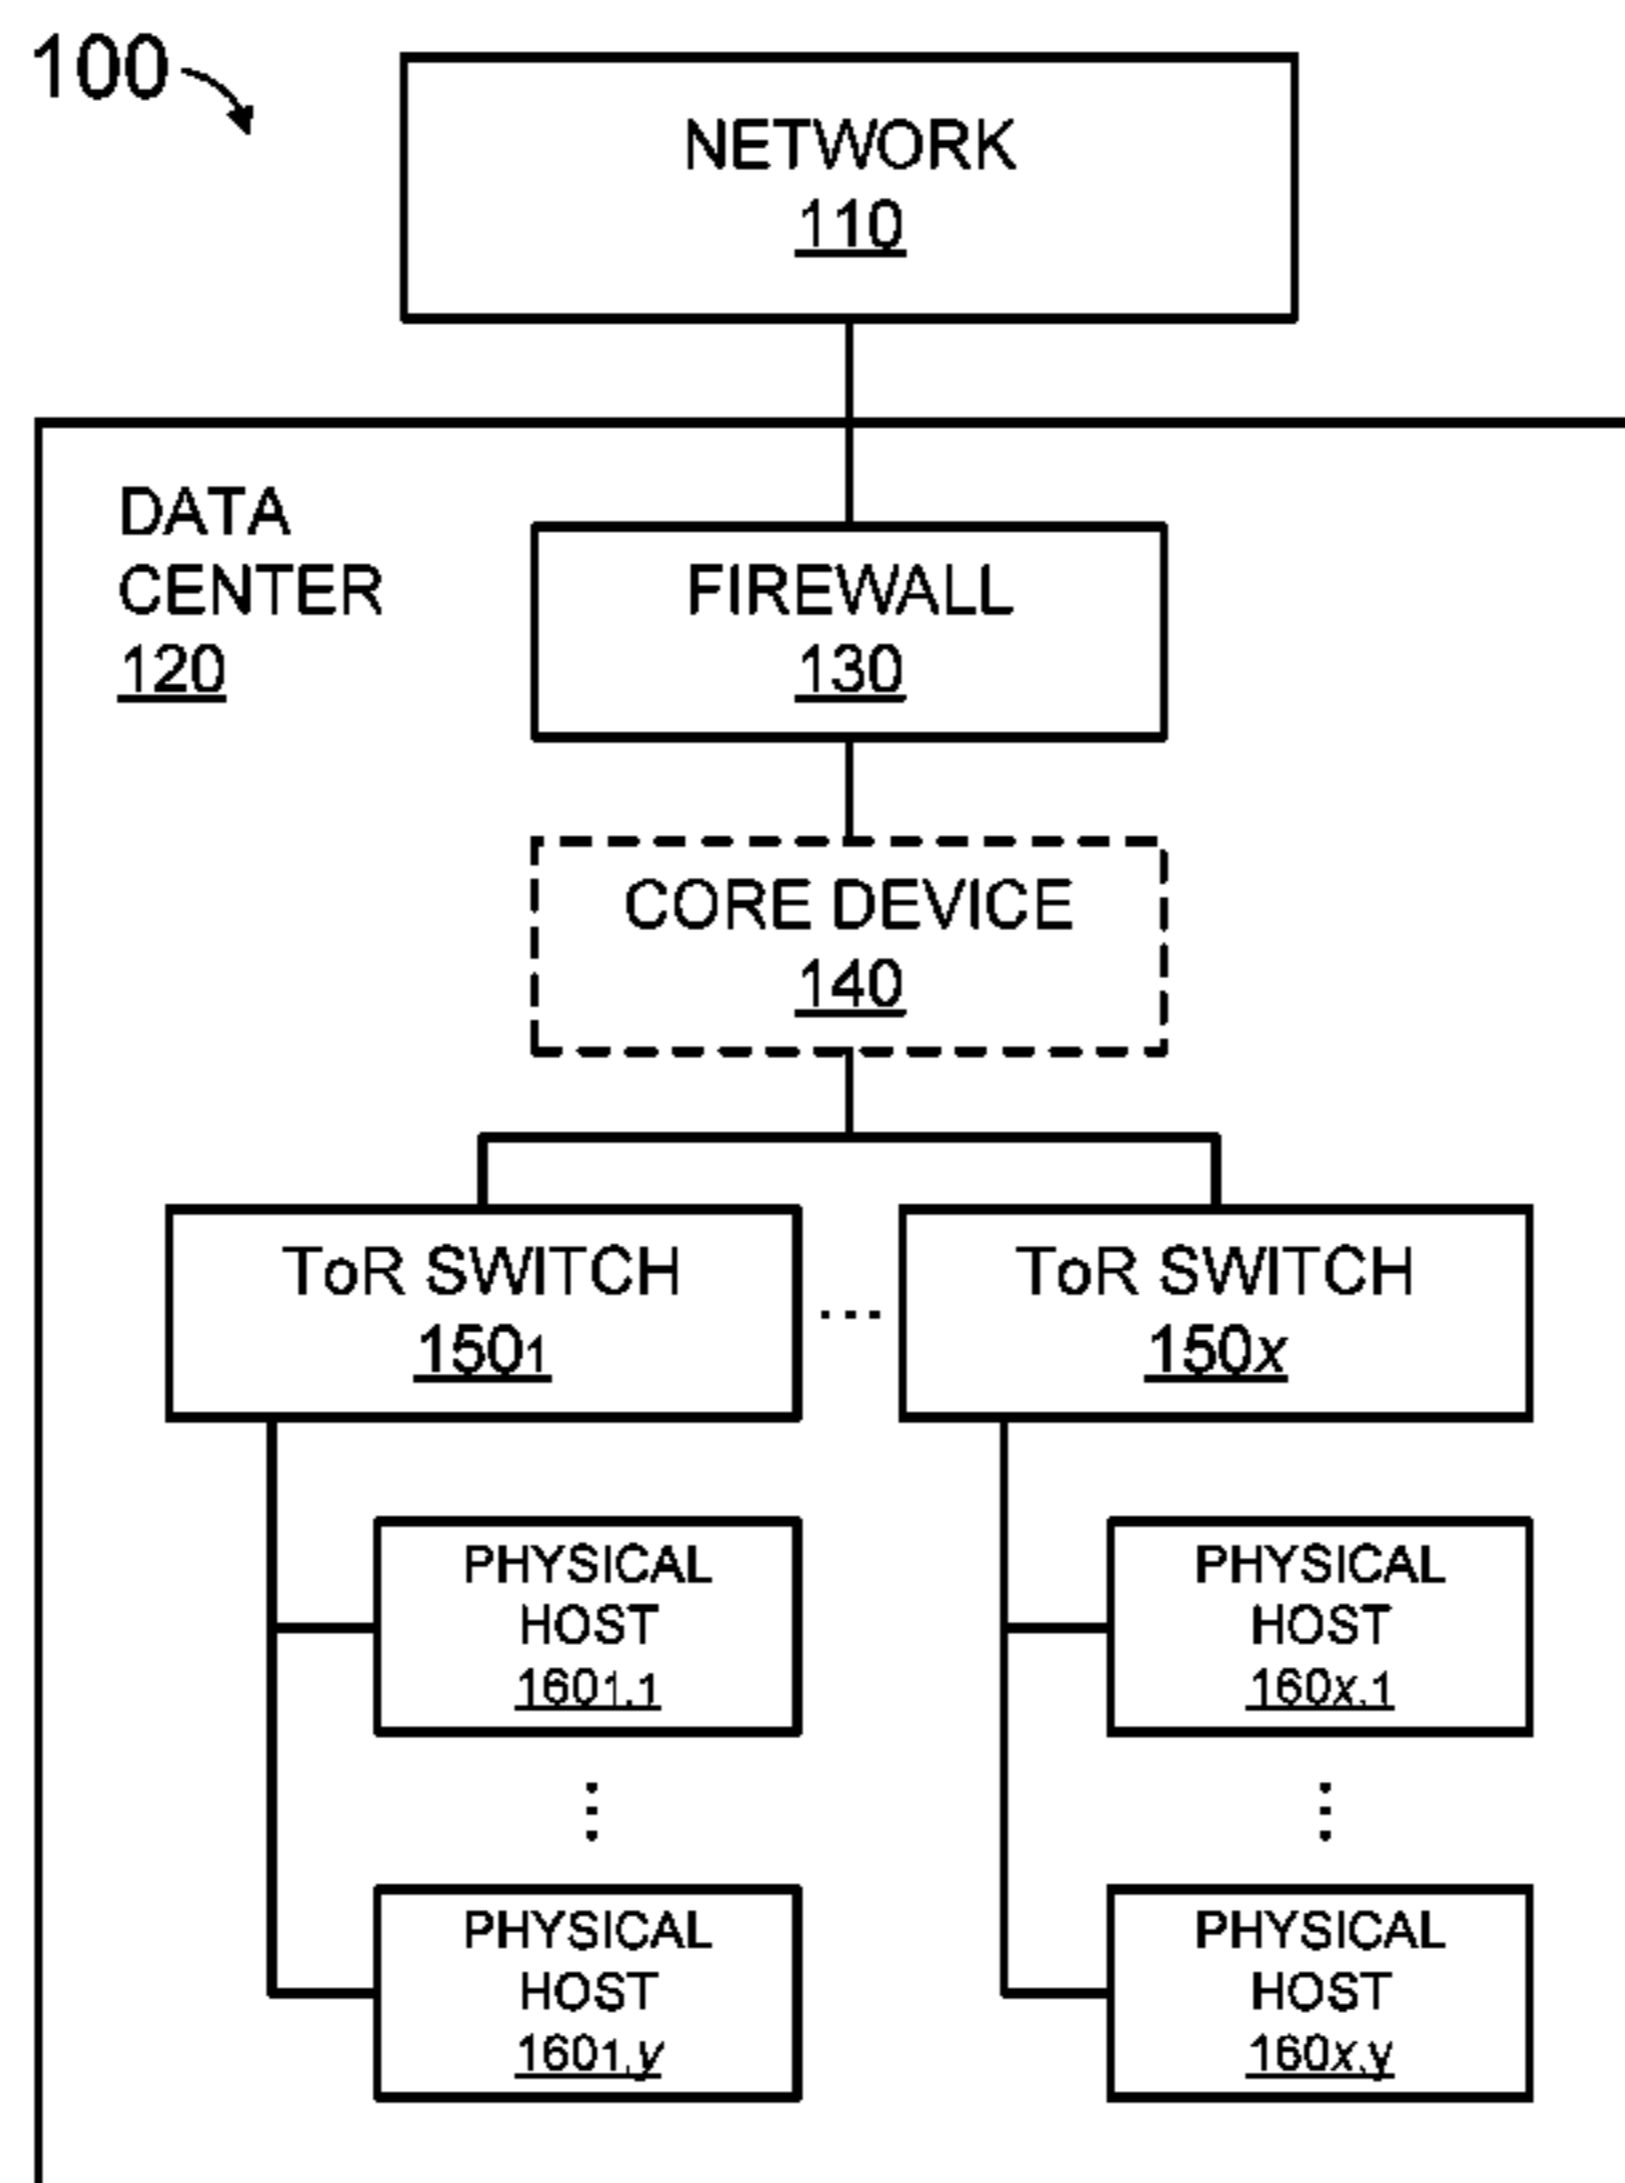 100
NETWORK
110
DATA
CENTER
120
FIREWALL
130
CORE DEVICE
140
ToR SWITCH
150₁
...
ToR SWITCH
150x
PHYSICAL
HOST
160₁,₁
PHYSICAL
HOST
160x,1
PHYSICAL
HOST
160₁,y
PHYSICAL
HOST
160x,y